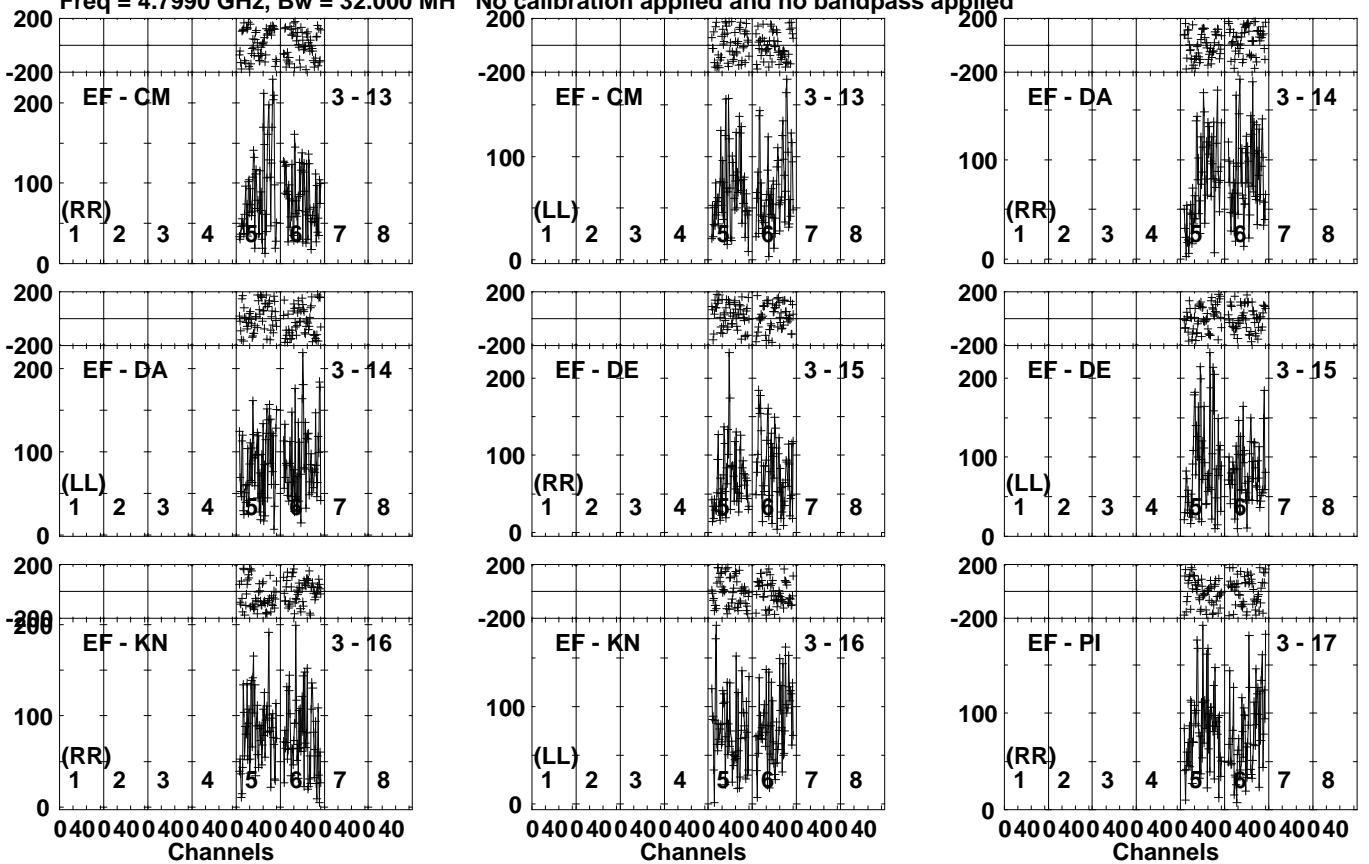 Freq = 4.7990 GHz, Bw = 32.000 MH No calibration applied and no bandpass applied
200
-200
200
EF - CM
3 - 13
100
(RR)
1 2 3 4 5 6 7 8
0
200
-200
EF - CM
3 - 13
100
(LL)
1 2 3 4 5 6 7 8
0
200
-200
EF - DA
3 - 14
100
(RR)
1 2 3 4 5 6 7 8
0
200
-200
200
EF - DA
3 - 14
100
(LL)
1 2 3 4 5 6 7 8
0
200
-200
200
EF - DE
3 - 15
100
(RR)
1 2 3 4 5 6 7 8
0
200
-200
200
EF - DE
3 - 15
100
(LL)
1 2 3 4 5 6 7 8
0
200
-200
200
EF - KN
3 - 16
100
(RR)
1 2 3 4 5 6 7 8
0
0 40 0 40 0 40 0 40 0 40 0 40 0 40 0 40
Channels
200
-200
EF - KN
3 - 16
100
(LL)
1 2 3 4 5 6 7 8
0
0 40 0 40 0 40 0 40 0 40 0 40 0 40 0 40
Channels
200
-200
EF - PI
3 - 17
100
(RR)
1 2 3 4 5 6 7 8
0
0 40 0 40 0 40 0 40 0 40 0 40 0 40 0 40
Channels